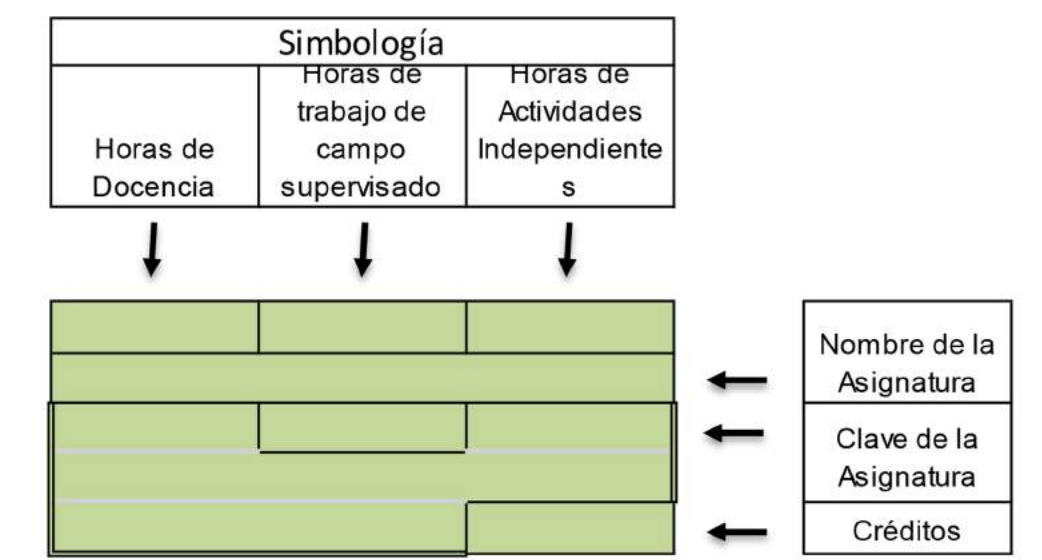 Simbología
Horas de
Docencia
Horas de
trabajo de
campo
supervisado
Horas de
Actividades
Independiente
s
Nombre de la
Asignatura
Clave de la
Asignatura
Créditos